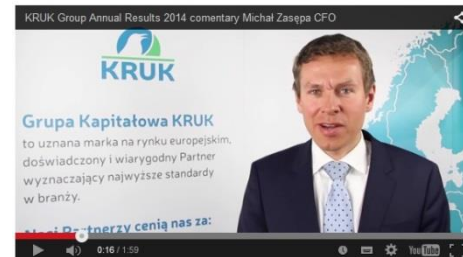 KRUK Group Annual Results 2014 comentary Michał Zasępa CFO
KRUK
Grupa Kapitałowa KRUK
to uznana marka na rynku europejskim,
doświadczony i wiarygodny Partner
wyznaczający najwyższe standardy
w branży.
Partnerzy cenią nas za:
0:16 / 1:59
YouTube